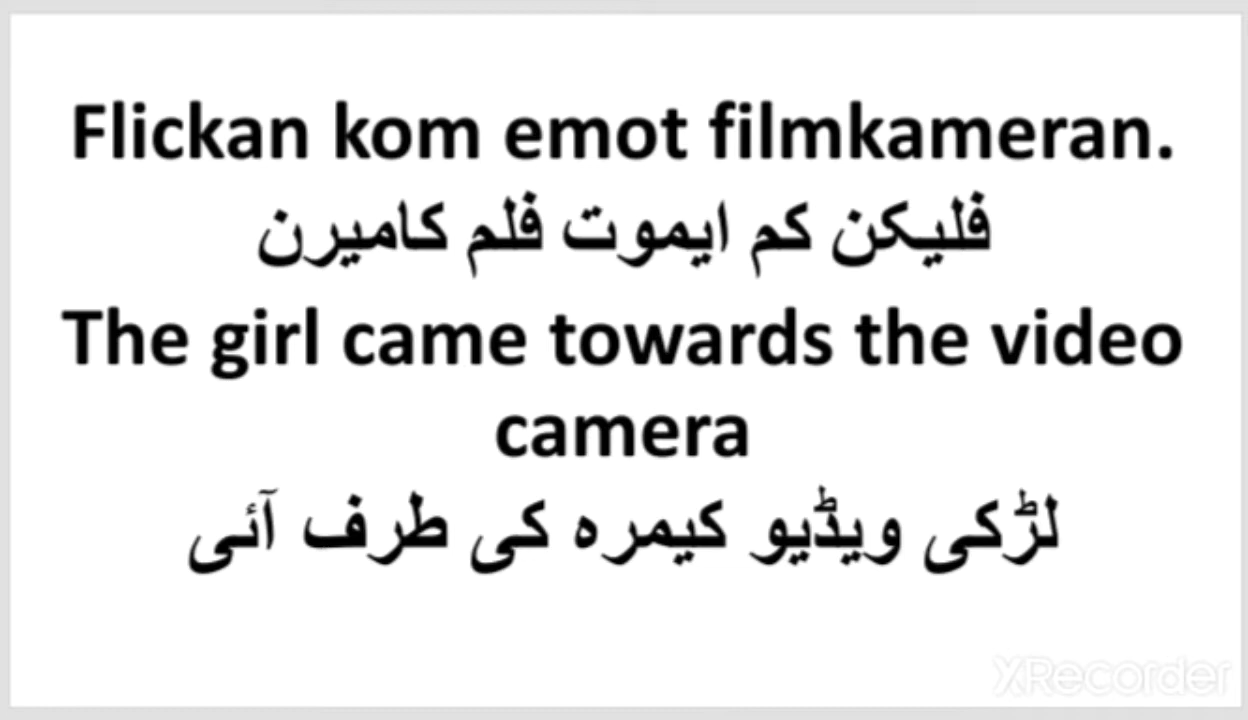 Flickan kom emot filmkameran.
فلیکن کم ایموت فلم کامیرن
The girl came towards the video
camera
لڑکی ویڈیو کیمرہ کی طرف آئی
XRecorder